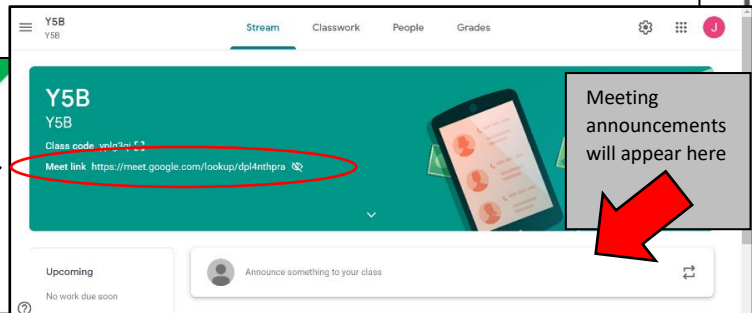 Y5B
Y5B
Stream Classwork People Grades
J
Y5B
Y5B
Class code
Meet link https://meet.google.com/lookup/dpl4nthpra
Meeting
announcements
will appear here
Upcoming
No work due soon
Announce something to your class